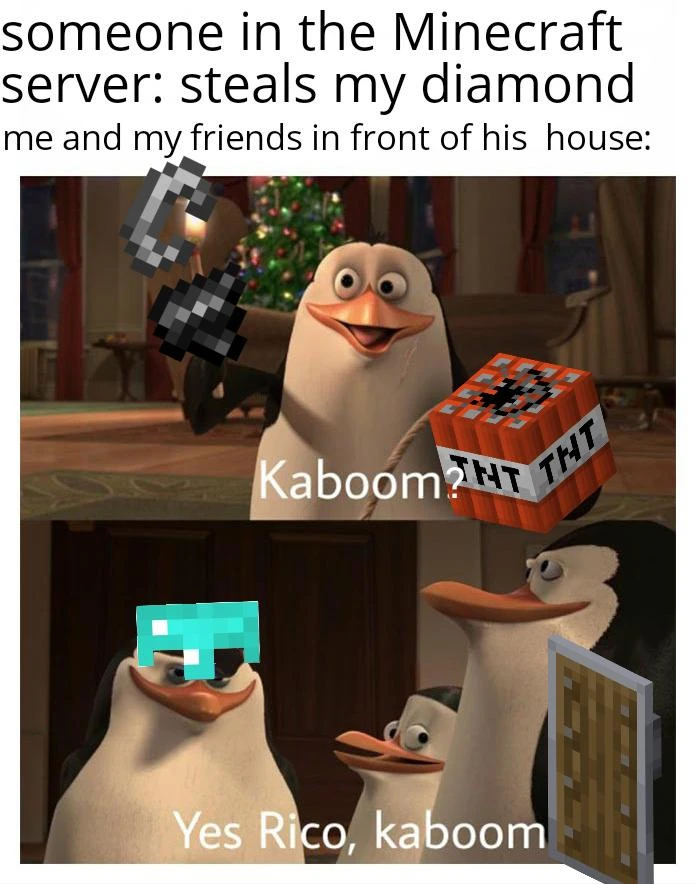 someone in the Minecraft
server: steals my diamond
me and my friends in front of his house:
Kaboom?
TNT TNT
Yes Rico, kaboom